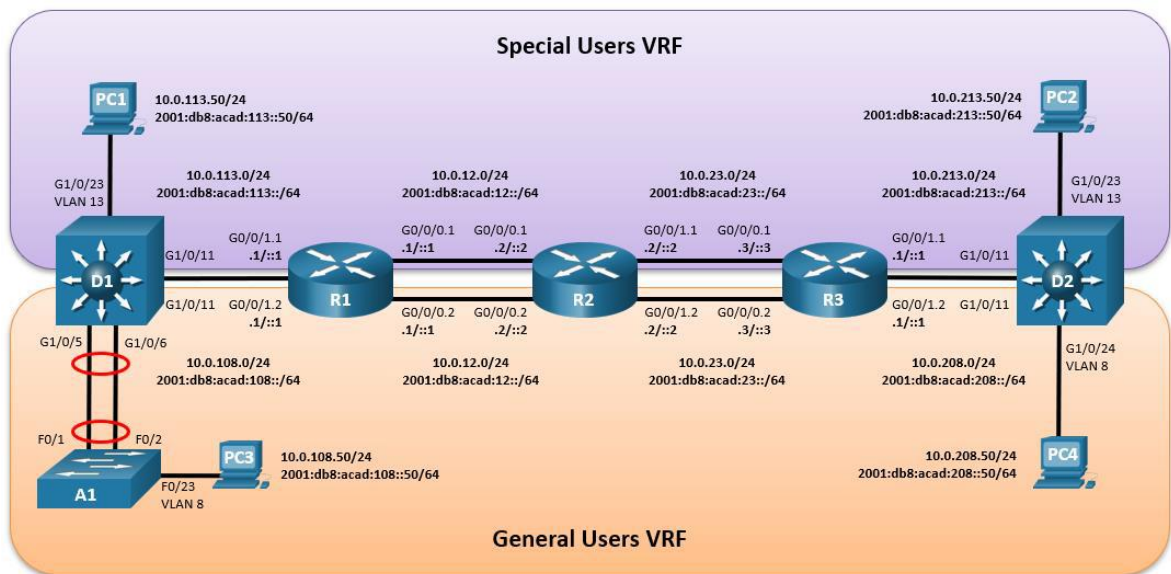 Special Users VRF
PC1
10.0.113.50/24
2001:db8:acad:113::50/64
10.0.213.50/24
2001:db8:acad:213::50/64
PC2
G1/0/23
VLAN 13
10.0.113.0/24
2001:db8:acad:113::/64
10.0.12.0/24
2001:db8:acad:12::/64
10.0.23.0/24
2001:db8:acad:23::/64
10.0.213.0/24
2001:db8:acad:213::/64
G1/0/23
VLAN 13
D1
G1/0/11
G0/0/1.1
.1/::1
R1
G0/0/0.1
.1/::1
G0/0/0.1
.2/::2
R2
G0/0/1.1
.2/::2
G0/0/0.1
.3/::3
R3
G0/0/1.1
.1/::1
G1/0/11
D2
G1/0/11
G0/0/1.2
.1/::1
G0/0/0.2
.1/::1
G0/0/0.2
.2/::2
G0/0/1.2
.2/::2
G0/0/0.2
.3/::3
G0/0/1.2
.1/::1
G1/0/11
G1/0/5
G1/0/6
10.0.108.0/24
2001:db8:acad:108::/64
10.0.12.0/24
2001:db8:acad:12::/64
10.0.23.0/24
2001:db8:acad:23::/64
10.0.208.0/24
2001:db8:acad:208::/64
G1/0/24
VLAN 8
F0/1
F0/2
A1
F0/23
VLAN 8
PC3
10.0.108.50/24
2001:db8:acad:108::50/64
10.0.208.50/24
2001:db8:acad:208::50/64
PC4
General Users VRF